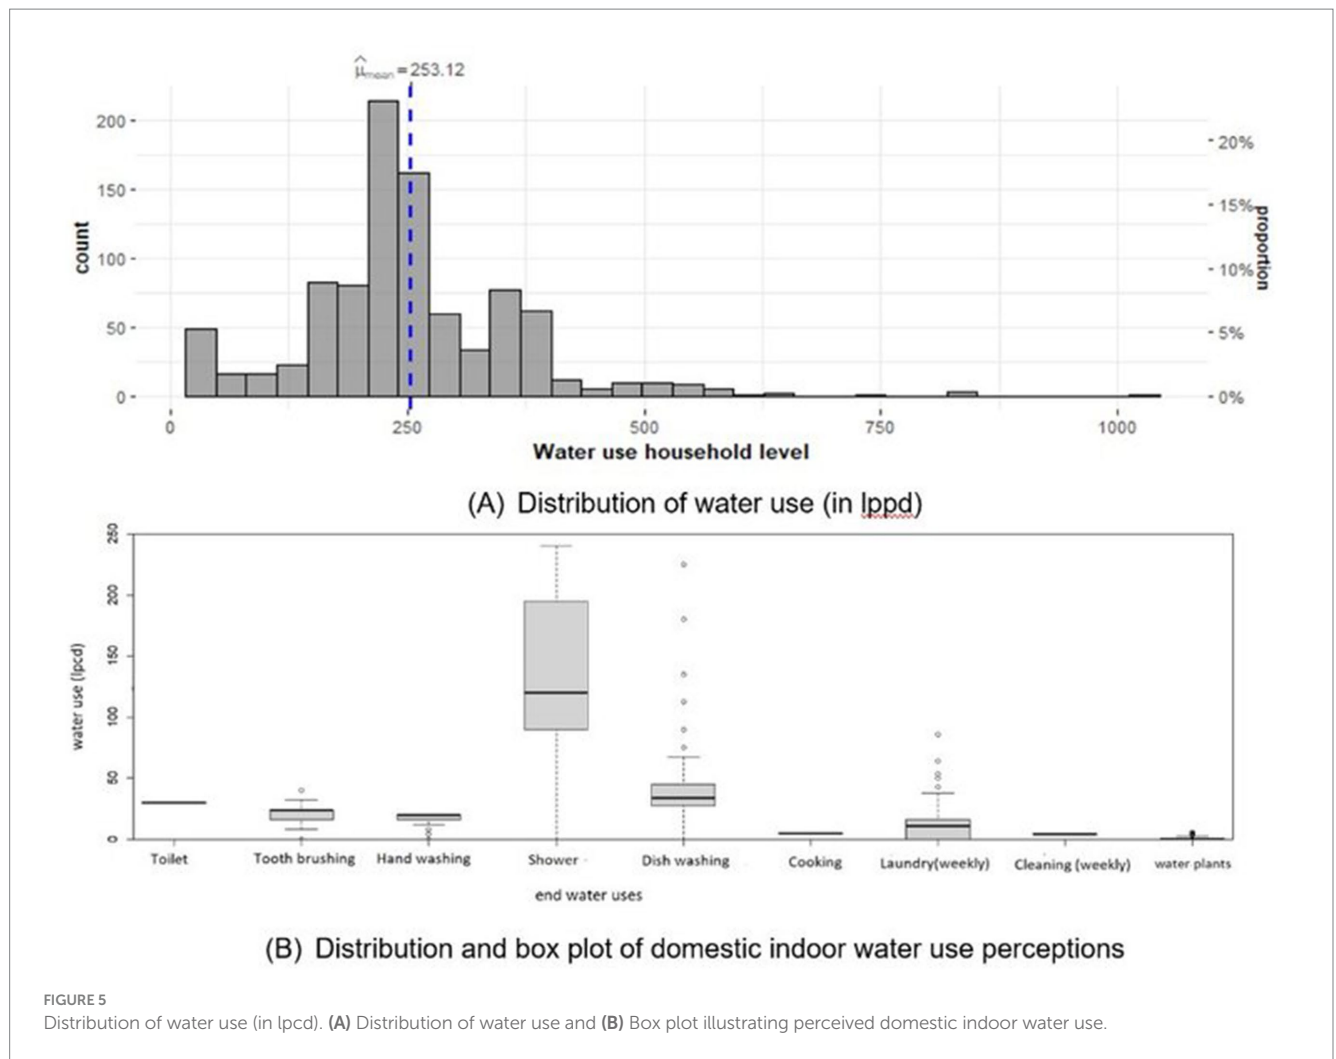 μ̂mean = 253.12
count
200
150
100
50
0
20%
15%
10%
5%
0%
proportion
0 250 500 750 1000
Water use household level
(A) Distribution of water use (in lppd)
water use (lpcd)
250
200
150
100
50
0
Toilet Tooth brushing Hand washing Shower Dish washing Cooking Laundry(weekly) Cleaning (weekly) water plants
end water uses
(B) Distribution and box plot of domestic indoor water use perceptions
FIGURE 5
Distribution of water use (in lpcd). (A) Distribution of water use and (B) Box plot illustrating perceived domestic indoor water use.